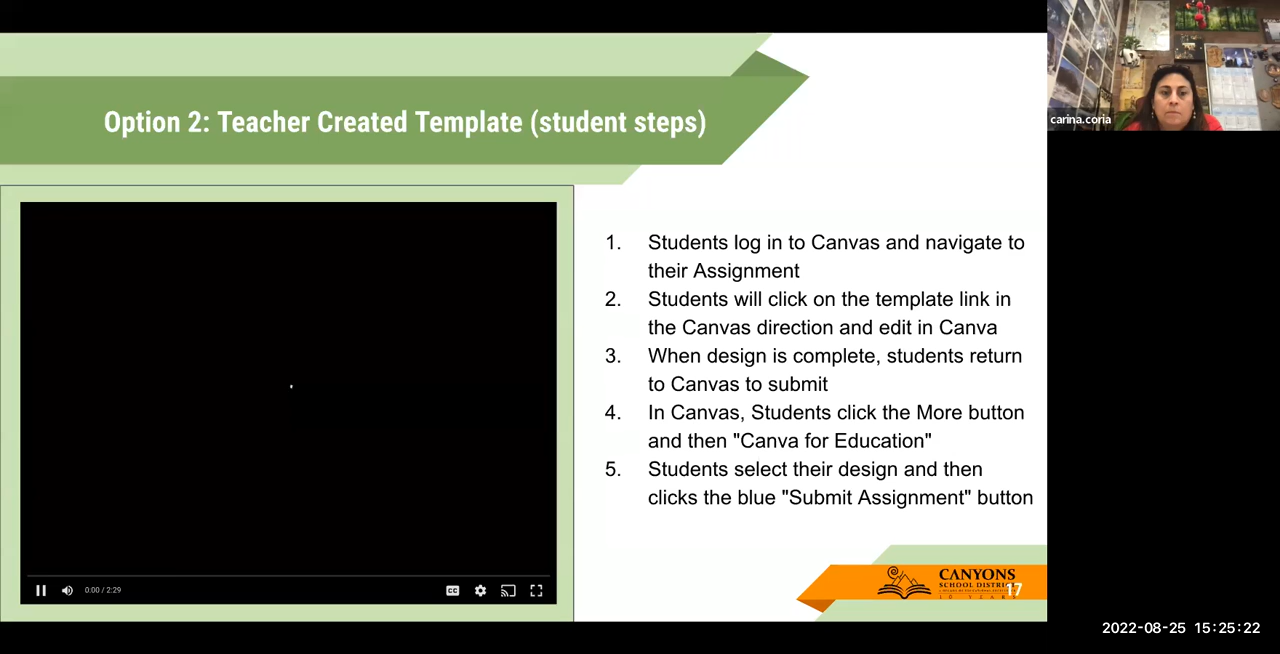 Option 2: Teacher Created Template (student steps)
carina.coria
1. Students log in to Canvas and navigate to
their Assignment
2. Students will click on the template link in
the Canvas direction and edit in Canva
3. When design is complete, students return
to Canvas to submit
4. In Canvas, Students click the More button
and then "Canva for Education"
5. Students select their design and then
clicks the blue "Submit Assignment" button
0:00 / 2:29
CC
CANYONS
SCHOOL DISTRICT
17
2022-08-25 15:25:22